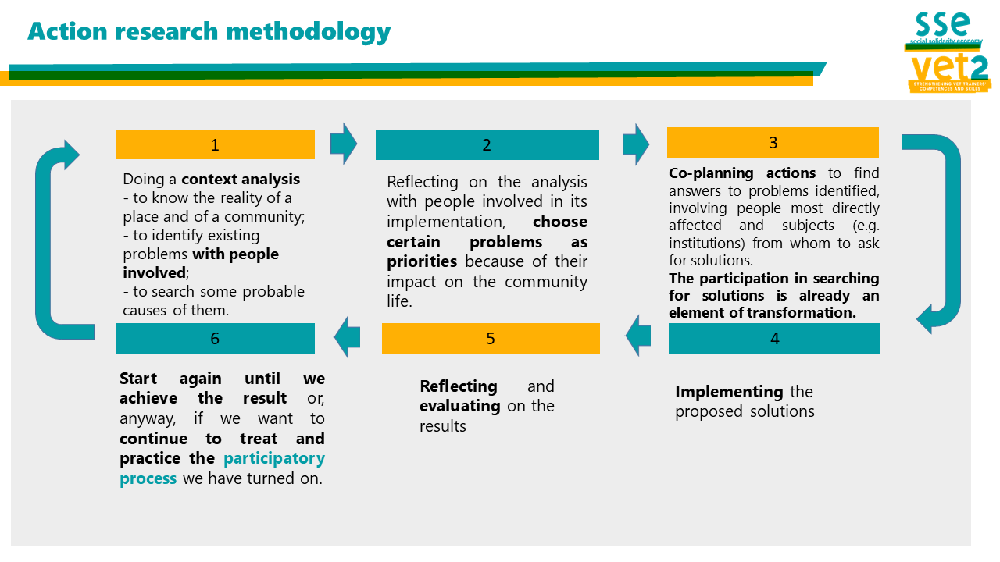 Action research methodology
sse
social solidarity economy
vet2
STRENGTHENING VET TRAINERS'
COMPETENCES AND SKILLS
1
Doing a context analysis
- to know the reality of a
place and of a community;
- to identify existing
problems with people
involved;
- to search some probable
causes of them.
2
Reflecting on the analysis
with people involved in its
implementation, choose
certain problems as
priorities because of their
impact on the community
life.
3
Co-planning actions to find
answers to problems identified,
involving people most directly
affected and subjects (e.g.
institutions) from whom to ask
for solutions.
The participation in searching
for solutions is already an
element of transformation.
4
Implementing the
proposed solutions
5
Reflecting and
evaluating on the
results
6
Start again until we
achieve the result or,
anyway, if we want to
continue to treat and
practice the participatory
process we have turned on.